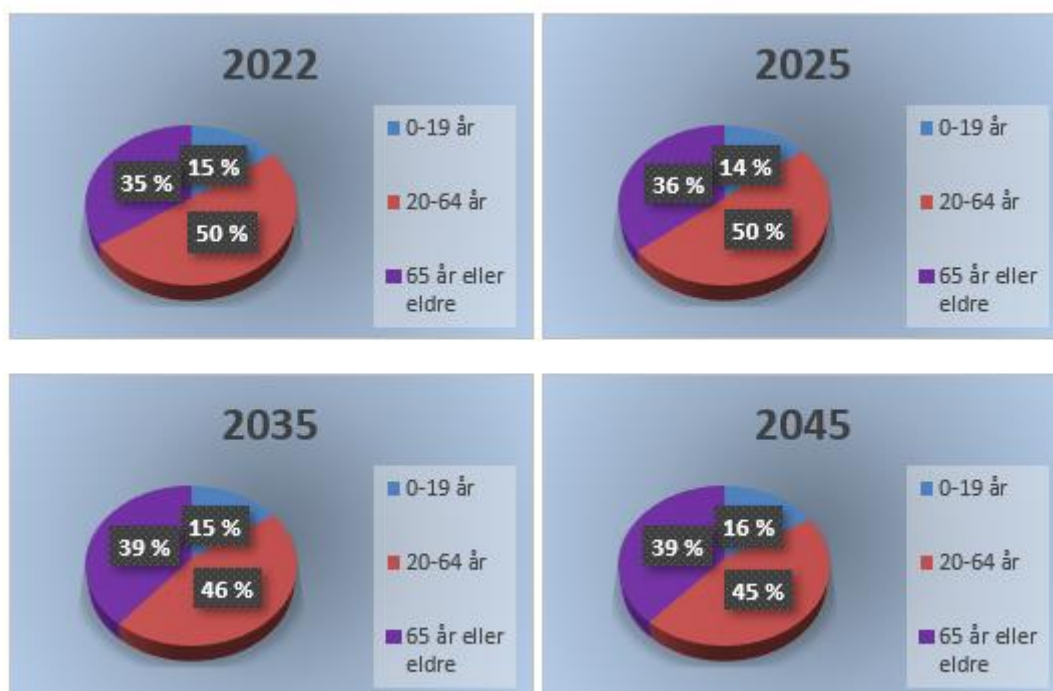 2022
0-19 år
15 %
35 %
20-64 år
50 %
65 år eller
eldre
2025
0-19 år
14 %
36 %
20-64 år
50 %
65 år eller
eldre
2035
0-19 år
15 %
39 %
20-64 år
46 %
65 år eller
eldre
2045
0-19 år
16 %
39 %
20-64 år
45 %
65 år eller
eldre